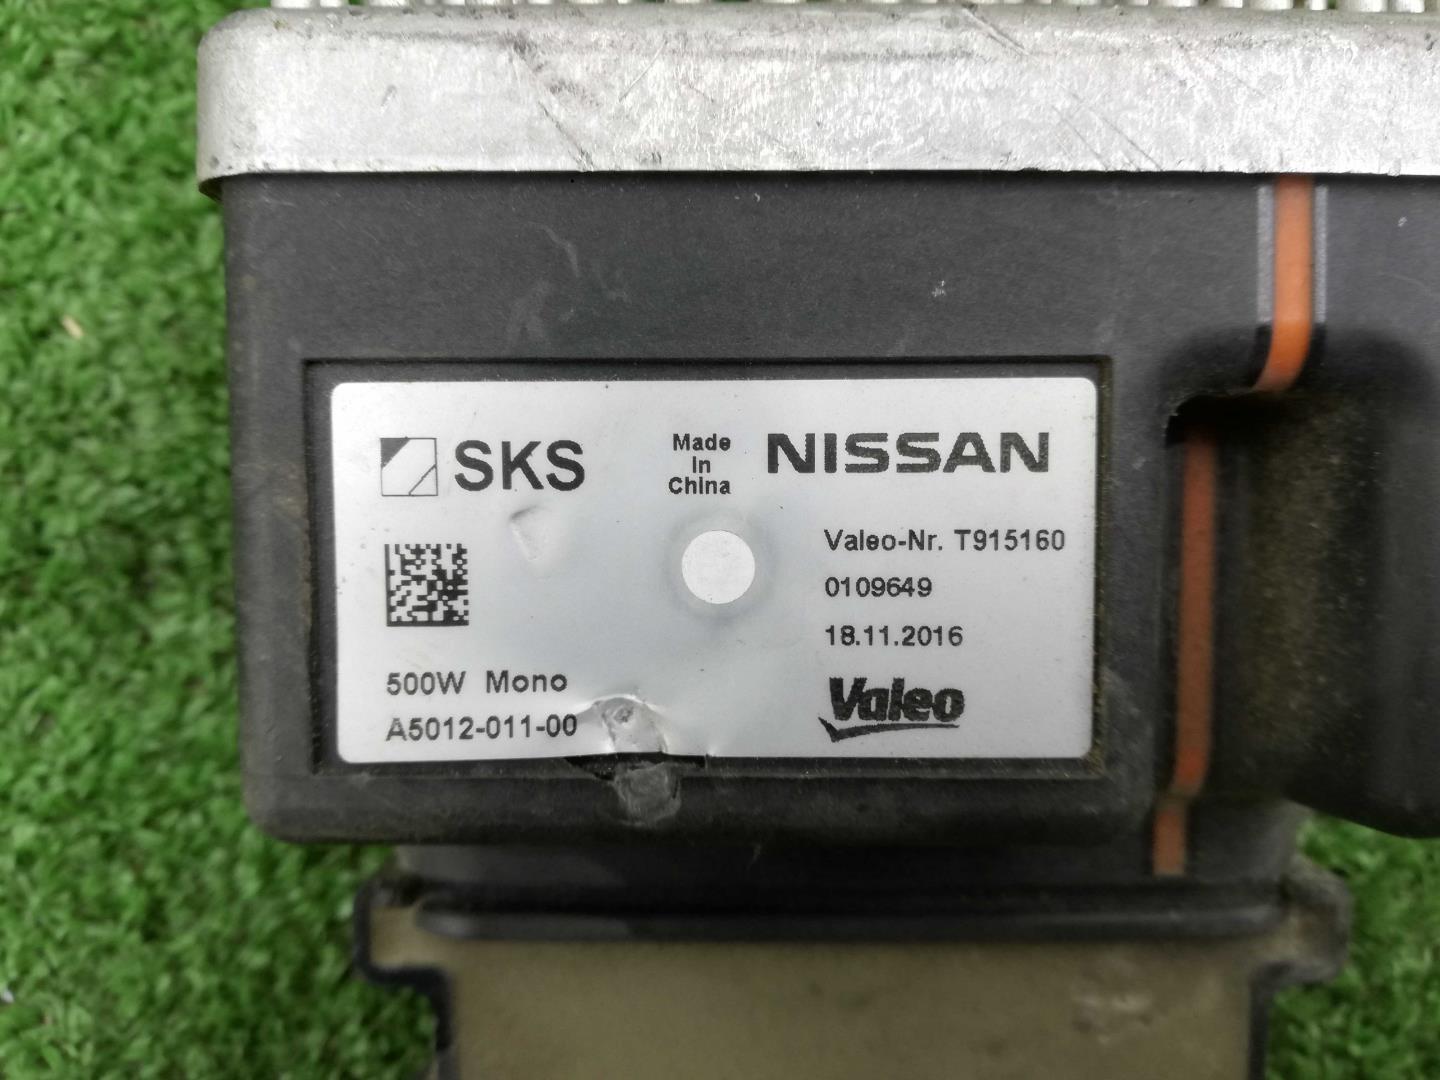 SKS
Made
In
China
NISSAN
Valeo-Nr. T915160
0109649
18.11.2016
500W Mono
A5012-011-00
Valeo